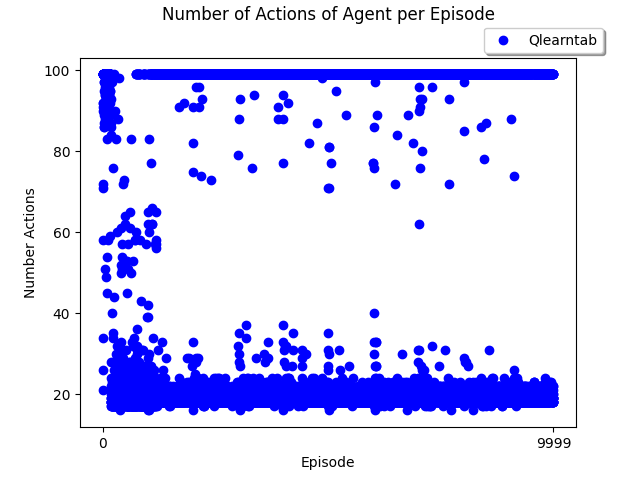 Number of Actions of Agent per Episode
Qlearntab
100
80
60
40
20
Number Actions
0
9999
Episode